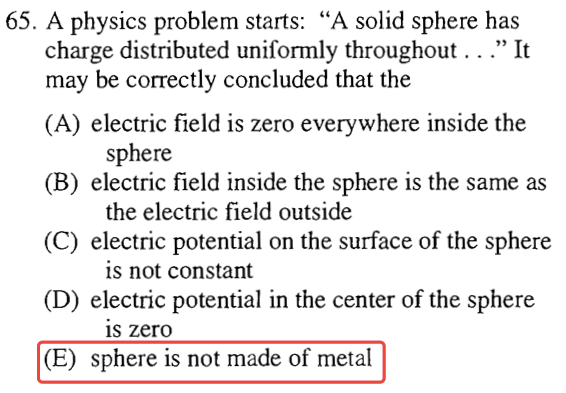 65. A physics problem starts: “A solid sphere has
charge distributed uniformly throughout . . .” It
may be correctly concluded that the
(A) electric field is zero everywhere inside the
sphere
(B) electric field inside the sphere is the same as
the electric field outside
(C) electric potential on the surface of the sphere
is not constant
(D) electric potential in the center of the sphere
is zero
(E) sphere is not made of metal